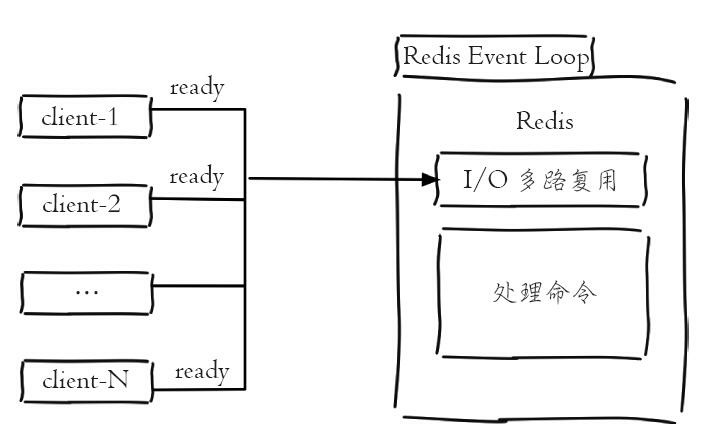 Redis Event Loop
ready
client-1
Redis
ready
I/O 多路复用
client-2
...
处理命令
ready
client-N